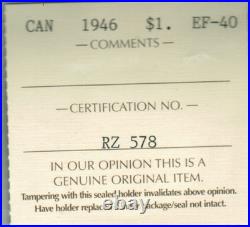 CAN 1946 $1. EF-40
— COMMENTS —
— CERTIFICATION NO. —
RZ 578
IN OUR OPINION THIS IS A
GENUINE ORIGINAL ITEM.
Tampering with this sealed holder invalidates above opinion.
Have holder replaced if package/seal not intact.